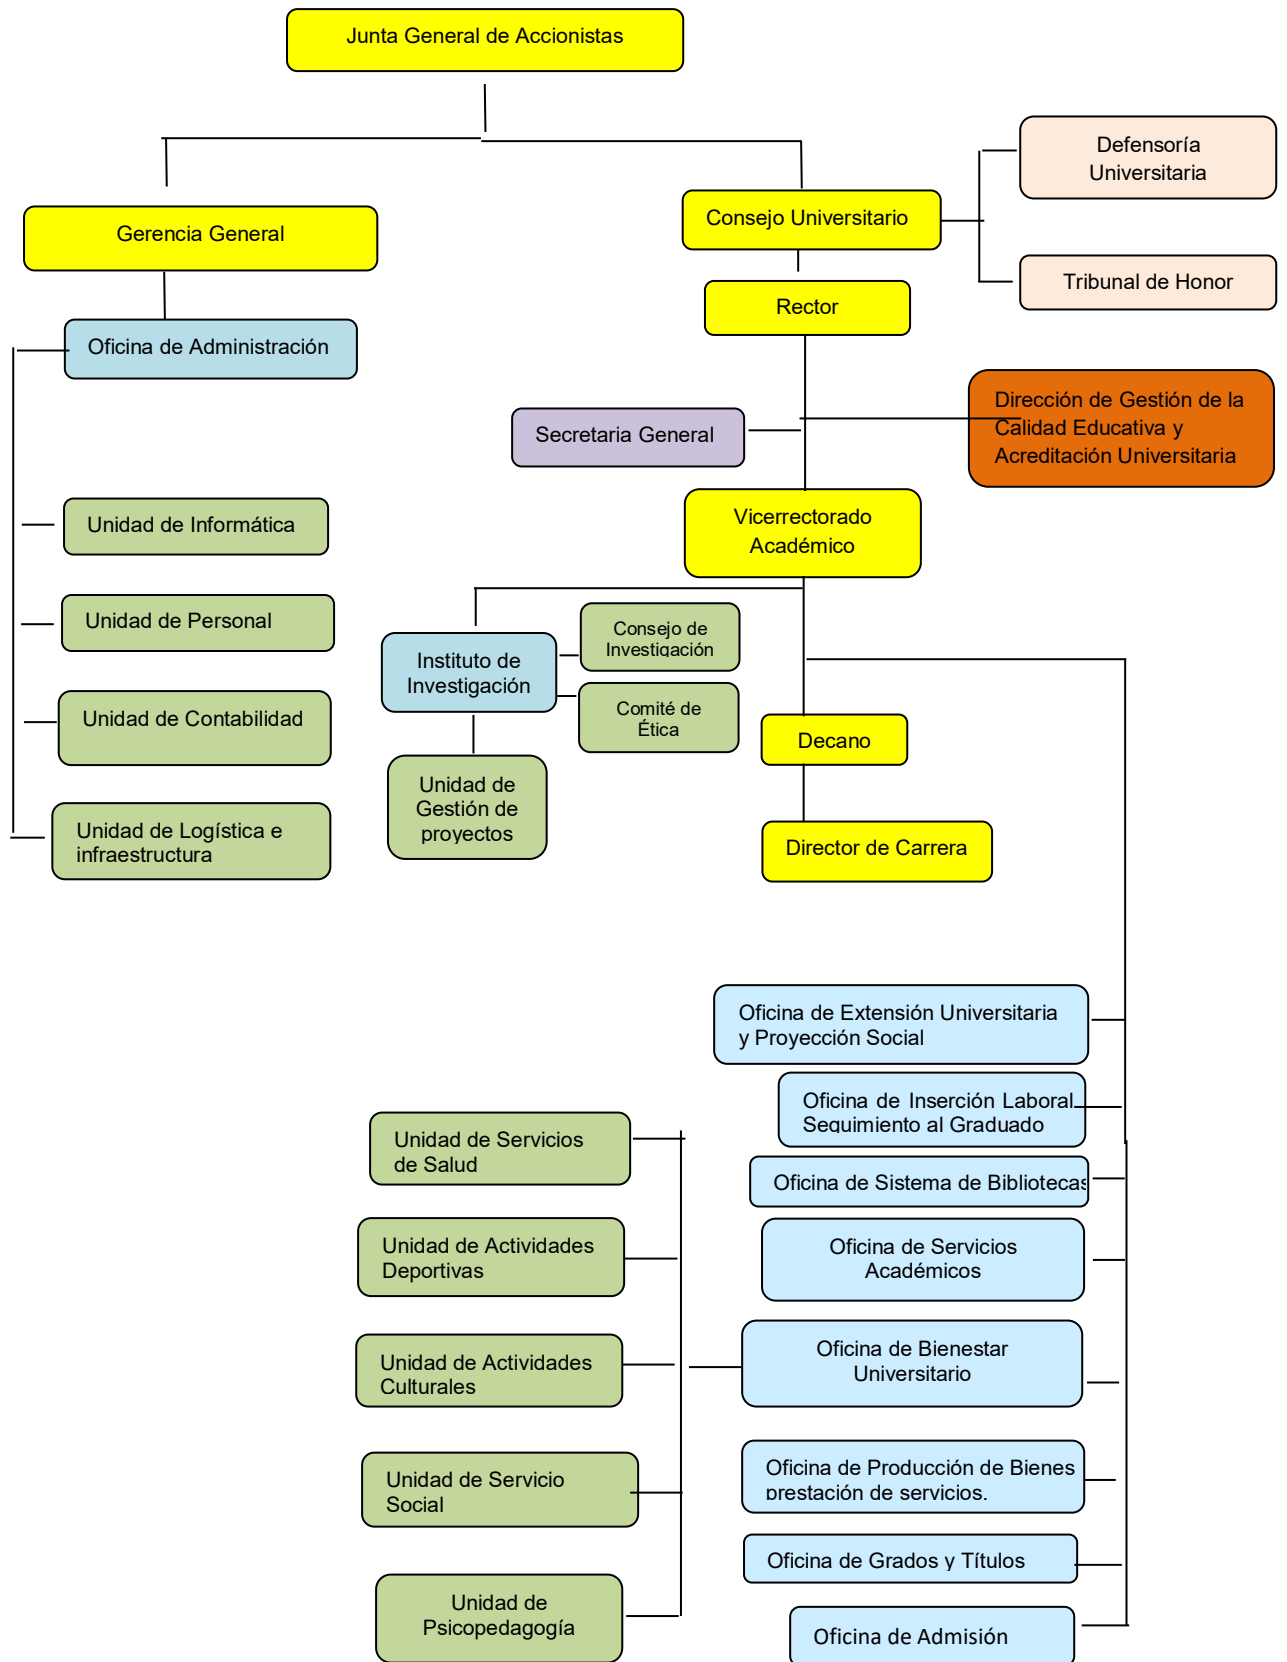 Junta General de Accionistas
Defensoría
Universitaria
Consejo Universitario
Gerencia General
Tribunal de Honor
Rector
Oficina de Administración
Dirección de Gestión de la
Calidad Educativa y
Acreditación Universitaria
Secretaria General
Vicerrectorado
Académico
Unidad de Informática
Unidad de Personal
Unidad de Contabilidad
Unidad de Logística e
infraestructura
Instituto de
Investigación
Consejo de
Investigación
Comité de
Ética
Unidad de
Gestión de
proyectos
Decano
Director de Carrera
Oficina de Extensión Universitaria
y Proyección Social
Oficina de Inserción Laboral
Seguimiento al Graduado
Oficina de Sistema de Bibliotecas
Oficina de Servicios
Académicos
Oficina de Bienestar
Universitario
Oficina de Producción de Bienes
prestación de servicios.
Oficina de Grados y Títulos
Oficina de Admisión
Unidad de Servicios
de Salud
Unidad de Actividades
Deportivas
Unidad de Actividades
Culturales
Unidad de Servicio
Social
Unidad de
Psicopedagogía